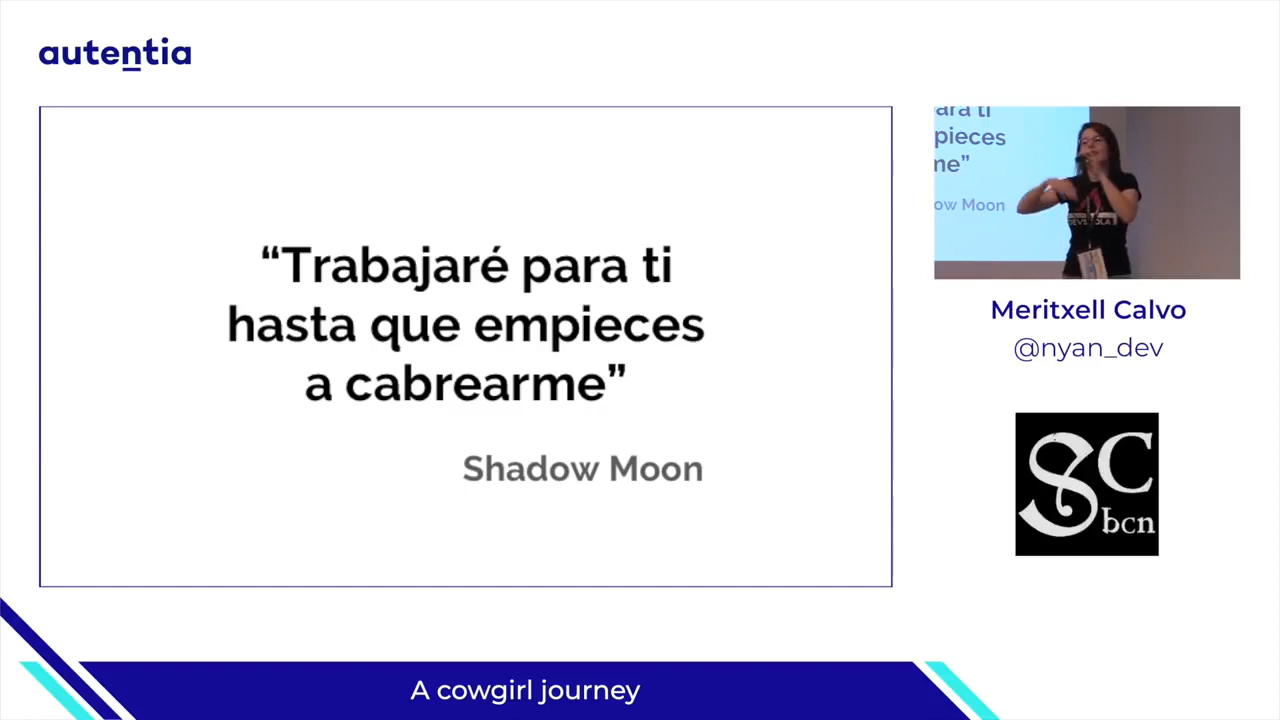 autentia
“Trabajaré para ti
hasta que empieces
a cabrearme”
Shadow Moon
ara ti
pieces
ne”
ow Moon
Meritxell Calvo
@nyan_dev
SC
bcn
A cowgirl journey